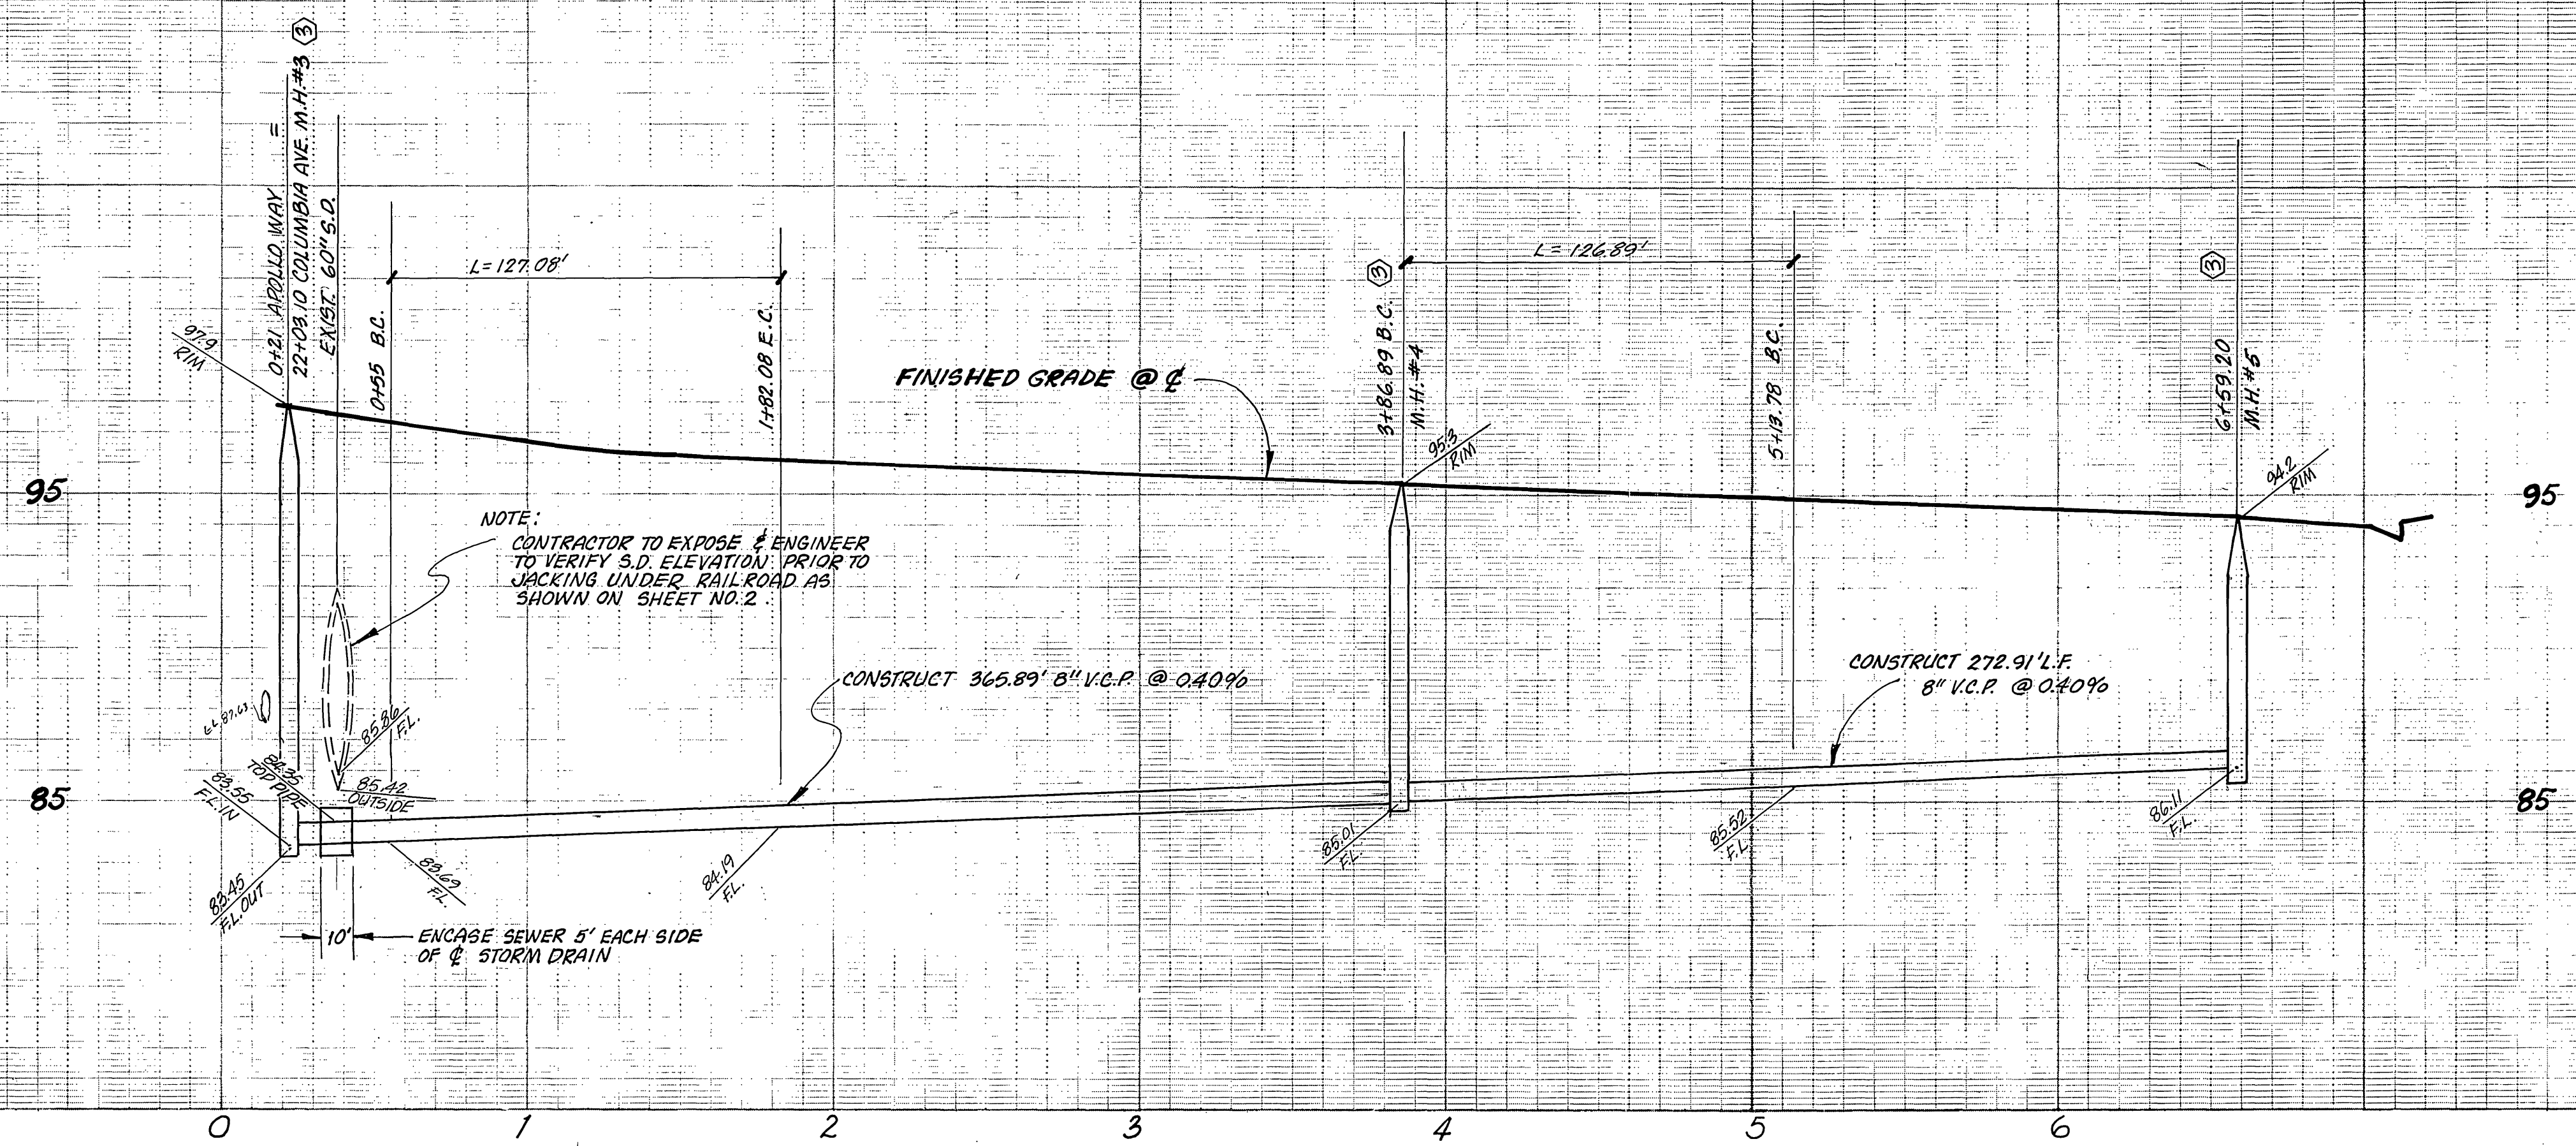 0+21 APOLLO WAY =
22+03.10 COLUMBIA AVE. M.H. #3 3
EXIST. 60" S.D.
97.9
RIM
0+55 B.C.
L= 127.08'
1+82.08 E.C.
FINISHED GRADE @ ℄
3+86.89 B.C. 3
M.H. #4
L= 126.89'
95.3
RIM
5+13.78 B.C.
3
6+59.20
M.H. #5
94.2
RIM
95
95
NOTE:
CONTRACTOR TO EXPOSE & ENGINEER
TO VERIFY S.D. ELEVATION PRIOR TO
JACKING UNDER RAILROAD AS
SHOWN ON SHEET NO. 2.
CONSTRUCT 365.89' 8" V.C.P. @ 0.40%
CONSTRUCT 272.91' L.F.
8" V.C.P. @ 0.40%
85.86
F.L.
84.35
TOP PIPE
85.42
OUTSIDE
83.55
F.L. IN
85
85
83.45
F.L. OUT
83.69
F.L.
84.19
F.L.
85.01
F.L.
85.52
F.L.
86.11
F.L.
10'
ENCASE SEWER 5' EACH SIDE
OF ℄ STORM DRAIN
0 1 2 3 4 5 6